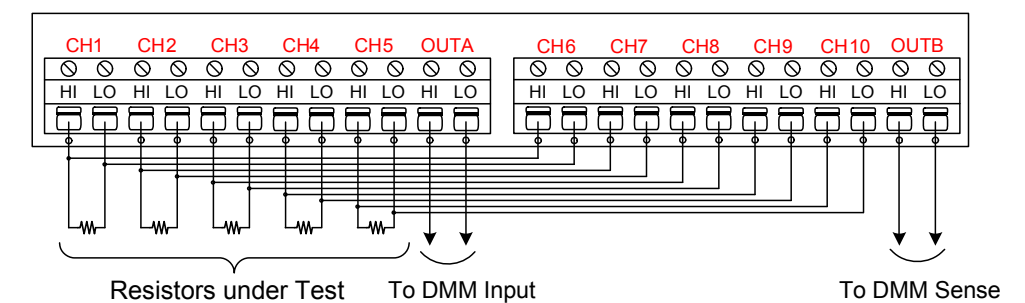 CH1 CH2 CH3 CH4 CH5 OUTA CH6 CH7 CH8 CH9 CH10 OUTB
HI LO HI LO HI LO HI LO HI LO HI LO HI LO HI LO HI LO HI LO HI LO HI LO
Resistors under Test To DMM Input To DMM Sense